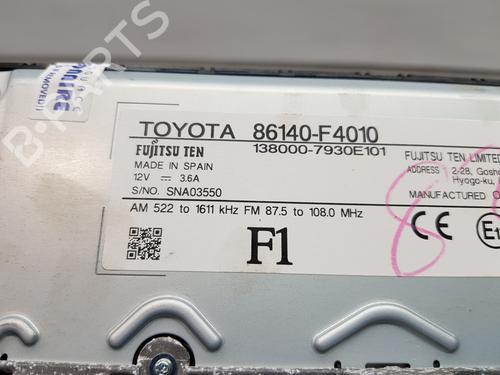 B-PARTS
TOYOTA 86140-F4010
FUJITSU TEN 138000-7930E101
MADE IN SPAIN
12V 3.6A
S/NO. SNA03550
AM 522 to 1611 kHz FM 87.5 to 108.0 MHz
F1
FUJITSU TEN LIMITED
ADDRESS 2-28, Gosho
Hyogo-ku,
MANUFACTURED
CE E